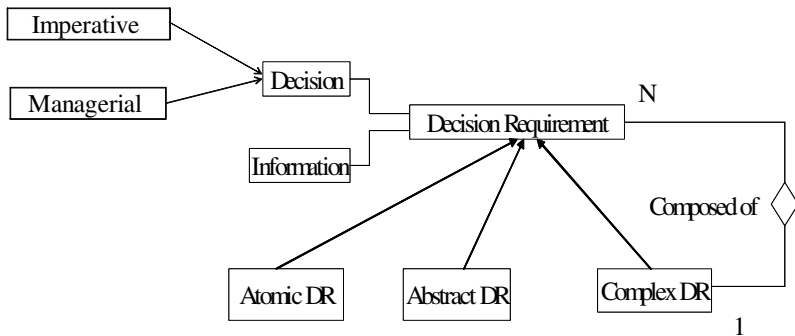 Imperative
Decision
N
Managerial
Decision Requirement
Information
Composed of
Atomic DR
Abstract DR
Complex DR
1